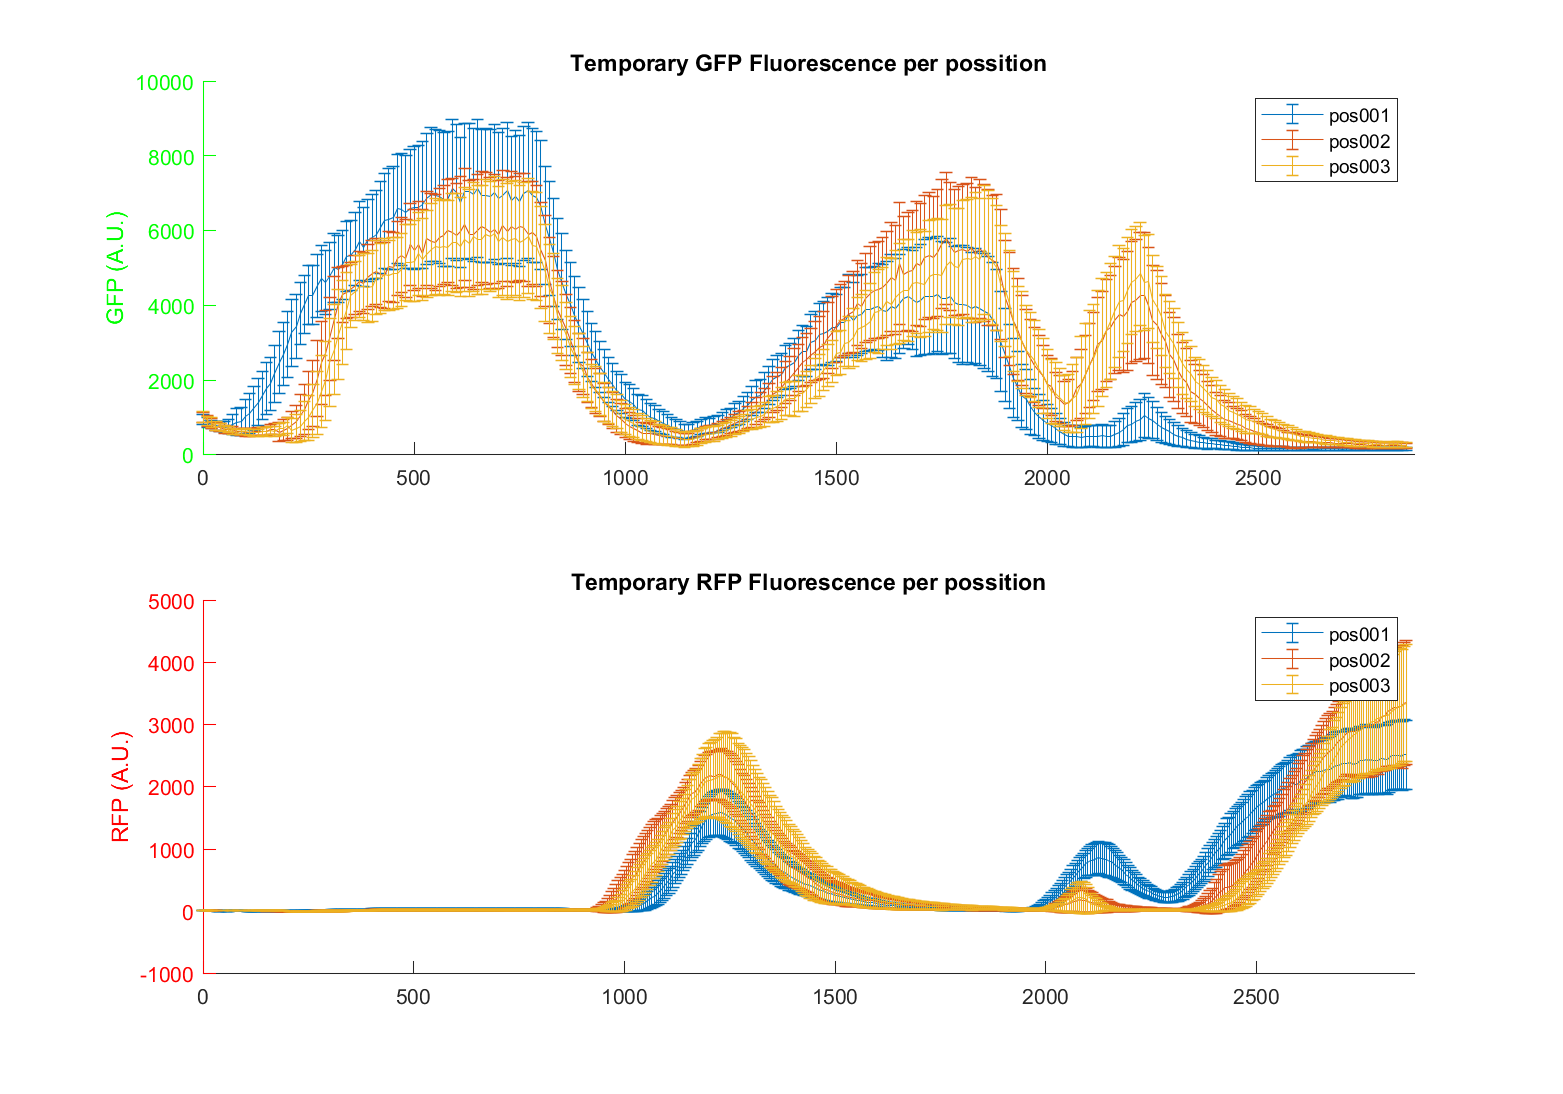 Temporary GFP Fluorescence per possition
10000
8000
6000
4000
2000
0
GFP (A.U.)
pos001
pos002
pos003
0 500 1000 1500 2000 2500
Temporary RFP Fluorescence per possition
5000
4000
3000
2000
1000
0
-1000
RFP (A.U.)
pos001
pos002
pos003
0 500 1000 1500 2000 2500